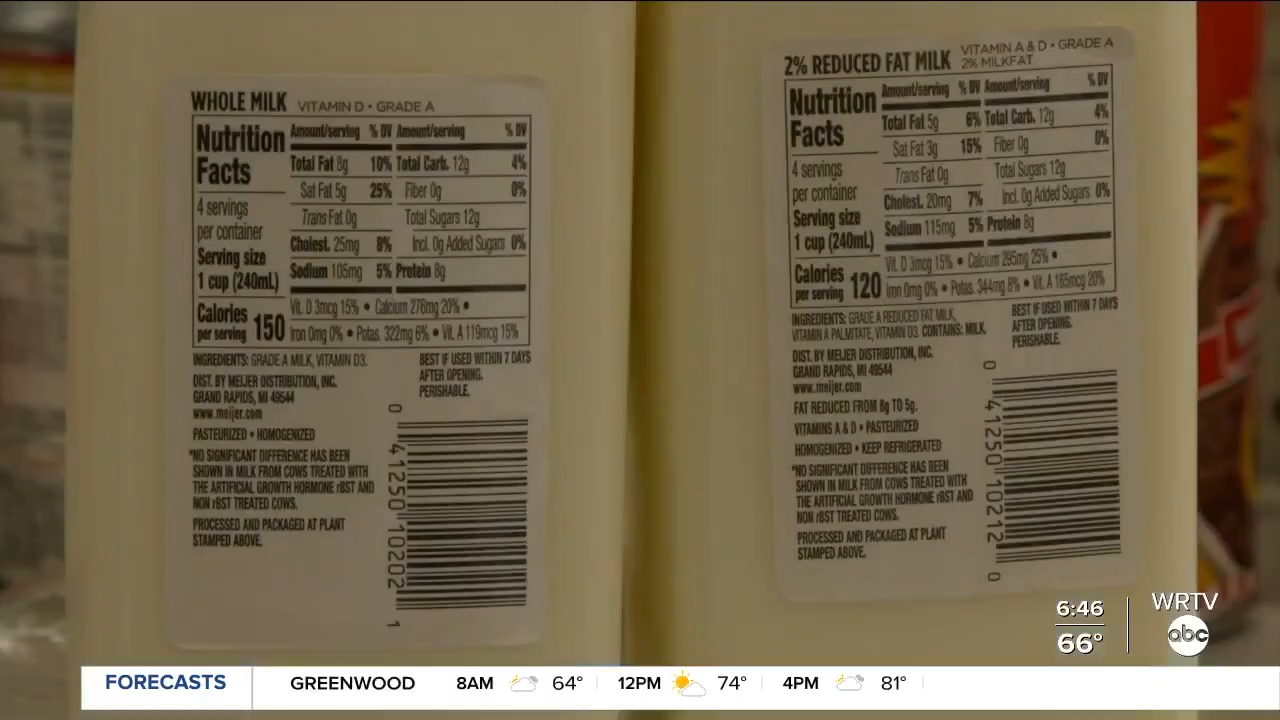 WHOLE MILK VITAMIN D • GRADE A
Nutrition
Facts
4 servings
per container
Serving size
1 cup (240mL)
Calories
per serving 150
Amount/serving % DV Amount/serving % DV
Total Fat 8g 10% Total Carb. 12g 4%
Sat Fat 5g 25% Fiber 0g 0%
Trans Fat 0g Total Sugars 12g
Cholest. 25mg 8% Incl. 0g Added Sugars 0%
Sodium 105mg 5% Protein 8g
Vit. D 3mcg 15% • Calcium 276mg 20% •
Iron 0mg 0% • Potas. 322mg 6% • Vit. A 119mcg 15%
INGREDIENTS: GRADE A MILK, VITAMIN D3.
DIST. BY MEIJER DISTRIBUTION, INC.
GRAND RAPIDS, MI 49544
www.meijer.com
PASTEURIZED • HOMOGENIZED
*NO SIGNIFICANT DIFFERENCE HAS BEEN
SHOWN IN MILK FROM COWS TREATED WITH
THE ARTIFICIAL GROWTH HORMONE rBST AND
NON rBST TREATED COWS.
PROCESSED AND PACKAGED AT PLANT
STAMPED ABOVE.
BEST IF USED WITHIN 7 DAYS
AFTER OPENING.
PERISHABLE.
0 41250 10202 1
2% REDUCED FAT MILK VITAMIN A & D • GRADE A
2% MILKFAT
Nutrition
Facts
4 servings
per container
Serving size
1 cup (240mL)
Calories
per serving 120
Amount/serving % DV Amount/serving % DV
Total Fat 5g 6% Total Carb. 12g 4%
Sat Fat 3g 15% Fiber 0g 0%
Trans Fat 0g Total Sugars 12g
Cholest. 20mg 7% Incl. 0g Added Sugars 0%
Sodium 115mg 5% Protein 8g
Vit. D 3mcg 15% • Calcium 295mg 25% •
Iron 0mg 0% • Potas. 344mg 8% • Vit. A 165mcg 20%
INGREDIENTS: GRADE A REDUCED FAT MILK,
VITAMIN A PALMITATE, VITAMIN D3. CONTAINS: MILK.
DIST. BY MEIJER DISTRIBUTION, INC.
GRAND RAPIDS, MI 49544
www.meijer.com
FAT REDUCED FROM 8g TO 5g.
VITAMINS A & D • PASTEURIZED
HOMOGENIZED • KEEP REFRIGERATED
*NO SIGNIFICANT DIFFERENCE HAS BEEN
SHOWN IN MILK FROM COWS TREATED WITH
THE ARTIFICIAL GROWTH HORMONE rBST AND
NON rBST TREATED COWS.
PROCESSED AND PACKAGED AT PLANT
STAMPED ABOVE.
BEST IF USED WITHIN 7 DAYS
AFTER OPENING.
PERISHABLE.
0 41250 10212 0
6:46
66°
WRTV
abc
FORECASTS GREENWOOD 8AM 64° 12PM 74° 4PM 81°